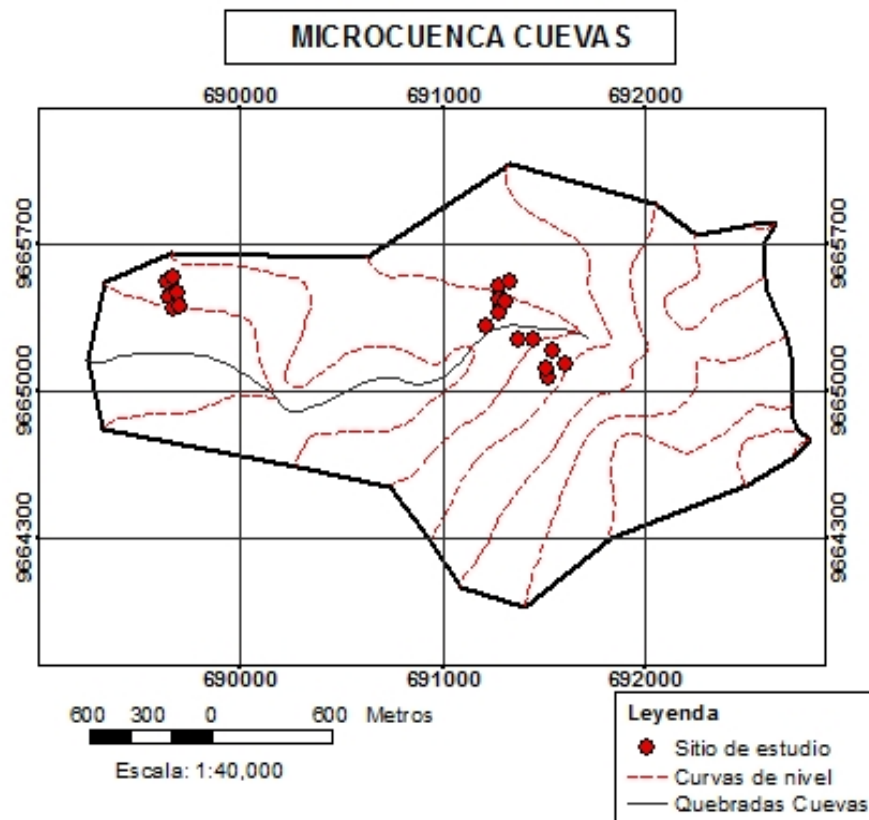 MICROCUENCA CUEVAS
690000 691000 692000
9665700 9665700
9665000 9665000
9664300 9664300
690000 691000 692000
600 300 0 600 Metros
Escala: 1:40,000
Leyenda
Sitio de estudio
Curvas de nivel
Quebradas Cuevas